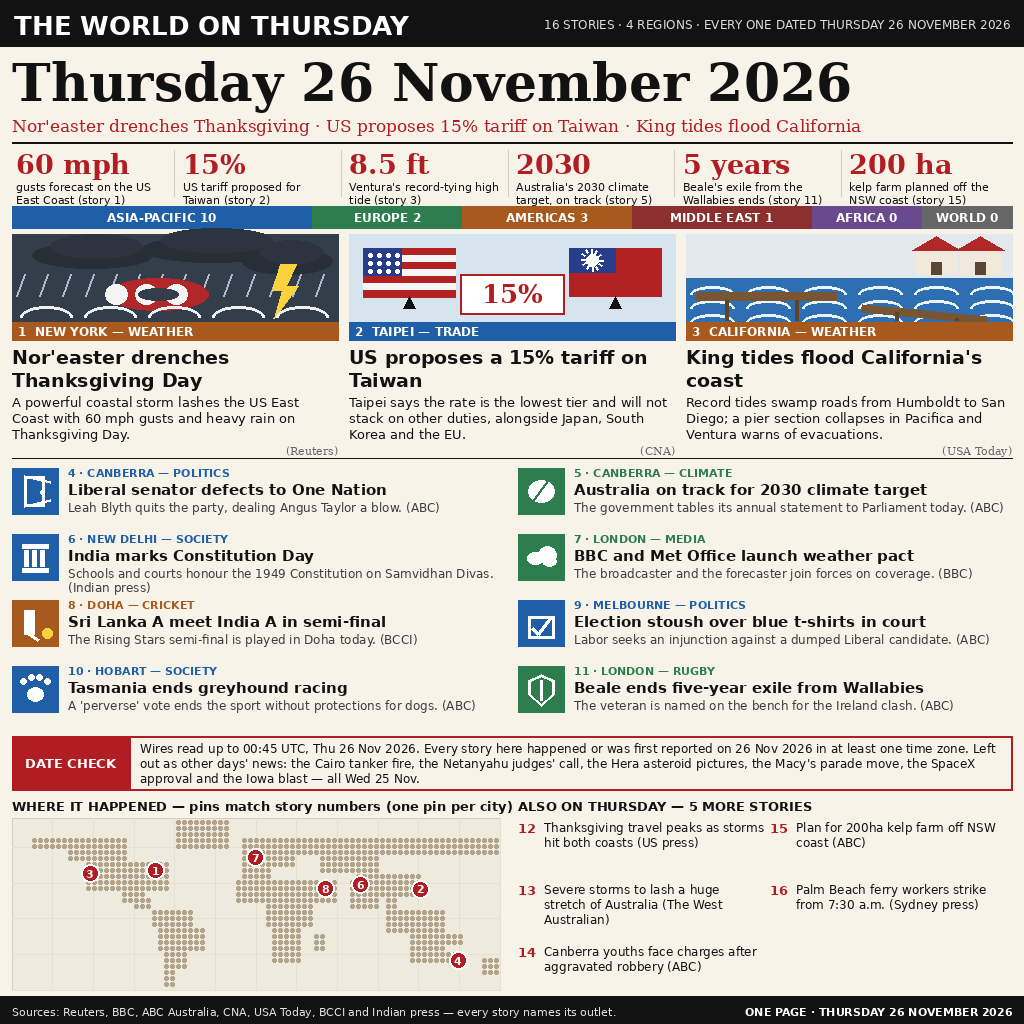 THE WORLD ON THURSDAY
16 STORIES · 4 REGIONS · EVERY ONE DATED THURSDAY 26 NOVEMBER 2026
Thursday 26 November 2026
Nor'easter drenches Thanksgiving · US proposes 15% tariff on Taiwan · King tides flood California
60 mph
gusts forecast on the US
East Coast (story 1)
15%
US tariff proposed for
Taiwan (story 2)
8.5 ft
Ventura's record-tying high
tide (story 3)
2030
Australia's 2030 climate
target, on track (story 5)
5 years
Beale's exile from the
Wallabies ends (story 11)
200 ha
kelp farm planned off the
NSW coast (story 15)
ASIA-PACIFIC 10
EUROPE 2
AMERICAS 3
MIDDLE EAST 1
AFRICA 0
WORLD 0
1 NEW YORK — WEATHER
Nor'easter drenches
Thanksgiving Day
A powerful coastal storm lashes the US East
Coast with 60 mph gusts and heavy rain on
Thanksgiving Day.
(Reuters)
15%
2 TAIPEI — TRADE
US proposes a 15% tariff on
Taiwan
Taipei says the rate is the lowest tier and will not
stack on other duties, alongside Japan, South
Korea and the EU.
(CNA)
3 CALIFORNIA — WEATHER
King tides flood California's
coast
Record tides swamp roads from Humboldt to San
Diego; a pier section collapses in Pacifica and
Ventura warns of evacuations.
(USA Today)
4 · CANBERRA — POLITICS
Liberal senator defects to One Nation
Leah Blyth quits the party, dealing Angus Taylor a blow. (ABC)
5 · CANBERRA — CLIMATE
Australia on track for 2030 climate target
The government tables its annual statement to Parliament today. (ABC)
6 · NEW DELHI — SOCIETY
India marks Constitution Day
Schools and courts honour the 1949 Constitution on Samvidhan Divas.
(Indian press)
7 · LONDON — MEDIA
BBC and Met Office launch weather pact
The broadcaster and the forecaster join forces on coverage. (BBC)
8 · DOHA — CRICKET
Sri Lanka A meet India A in semi-final
The Rising Stars semi-final is played in Doha today. (BCCI)
9 · MELBOURNE — POLITICS
Election stoush over blue t-shirts in court
Labor seeks an injunction against a dumped Liberal candidate. (ABC)
10 · HOBART — SOCIETY
Tasmania ends greyhound racing
A 'perverse' vote ends the sport without protections for dogs. (ABC)
11 · LONDON — RUGBY
Beale ends five-year exile from Wallabies
The veteran is named on the bench for the Ireland clash. (ABC)
DATE CHECK
Wires read up to 00:45 UTC, Thu 26 Nov 2026. Every story here happened or was first reported on 26 Nov 2026 in at least one time zone. Left
out as other days' news: the Cairo tanker fire, the Netanyahu judges' call, the Hera asteroid pictures, the Macy's parade move, the SpaceX
approval and the Iowa blast — all Wed 25 Nov.
WHERE IT HAPPENED — pins match story numbers (one pin per city)
3
1
7
8
6
2
4
ALSO ON THURSDAY — 5 MORE STORIES
12 Thanksgiving travel peaks as storms
hit both coasts (US press)
13 Severe storms to lash a huge
stretch of Australia (The West
Australian)
14 Canberra youths face charges after
aggravated robbery (ABC)
15 Plan for 200ha kelp farm off NSW
coast (ABC)
16 Palm Beach ferry workers strike
from 7:30 a.m. (Sydney press)
Sources: Reuters, BBC, ABC Australia, CNA, USA Today, BCCI and Indian press — every story names its outlet.
ONE PAGE · THURSDAY 26 NOVEMBER 2026